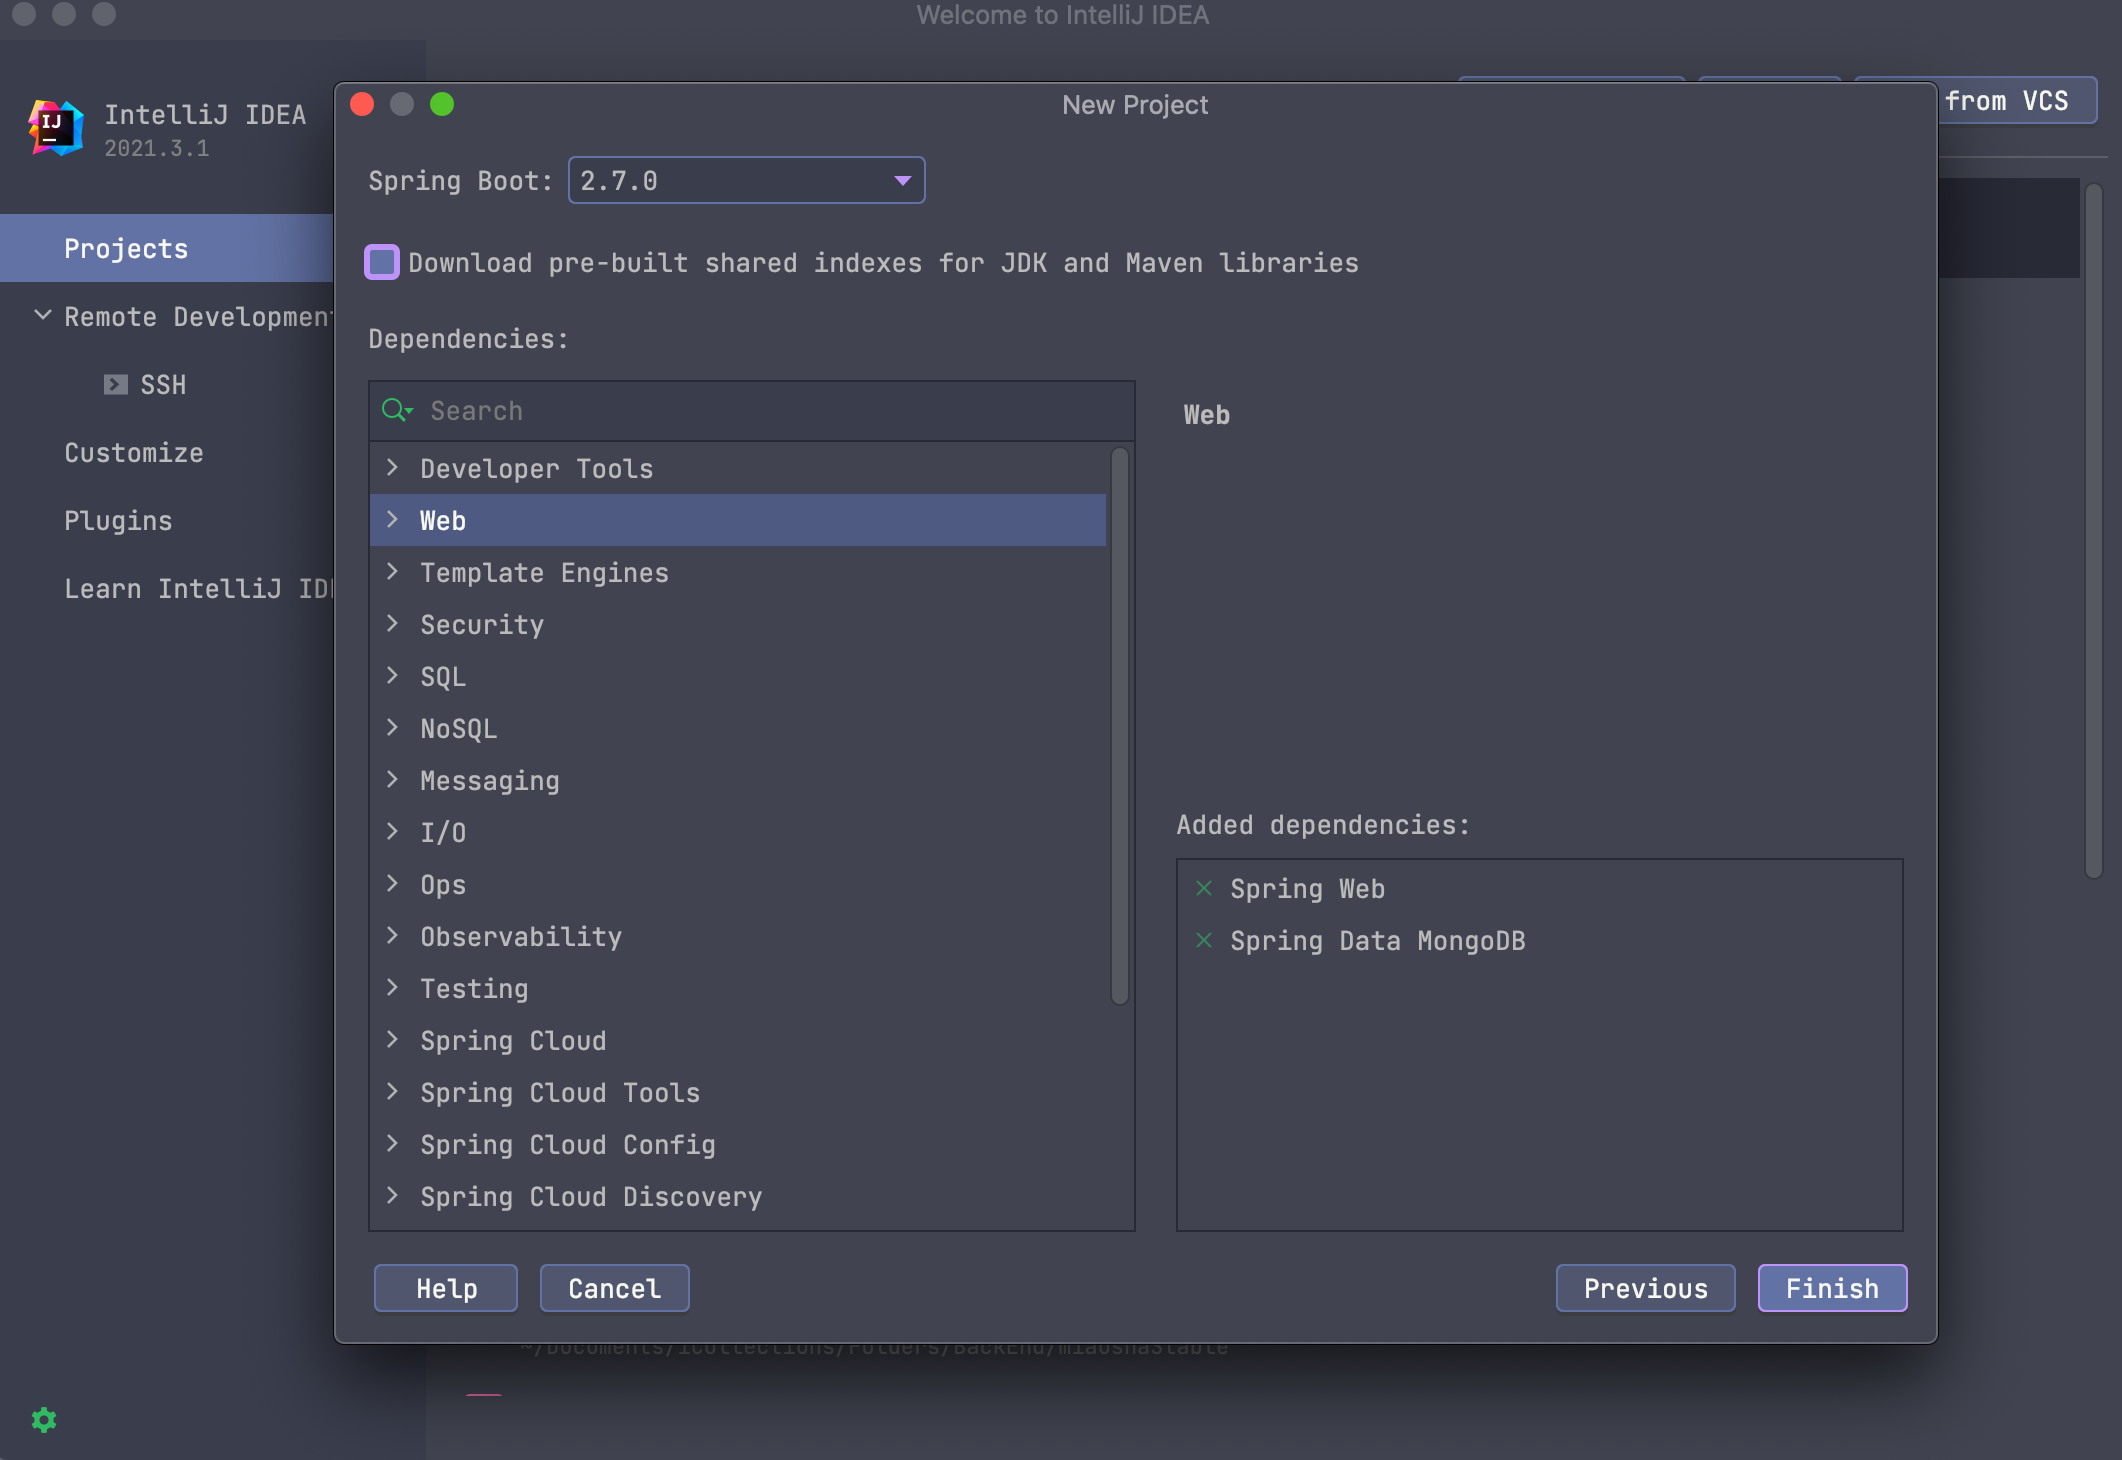 Welcome to IntelliJ IDEA
IJ
IntelliJ IDEA
2021.3.1
from VCS
Projects
Remote Development
SSH
Customize
Plugins
Learn IntelliJ
New Project
Spring Boot: 2.7.0
Download pre-built shared indexes for JDK and Maven libraries
Dependencies:
Search
Developer Tools
Web
Template Engines
Security
SQL
NoSQL
Messaging
I/O
Ops
Observability
Testing
Spring Cloud
Spring Cloud Tools
Spring Cloud Config
Spring Cloud Discovery
Web
Added dependencies:
Spring Web
Spring Data MongoDB
Help
Cancel
Previous
Finish